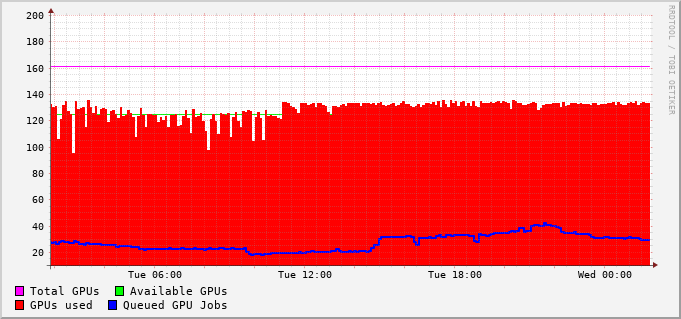 200
180
160
140
120
100
80
60
40
20
Tue 06:00 Tue 12:00 Tue 18:00 Wed 00:00
Total GPUs Available GPUs
GPUs used Queued GPU Jobs
RRDTOOL / TOBI OETIKER